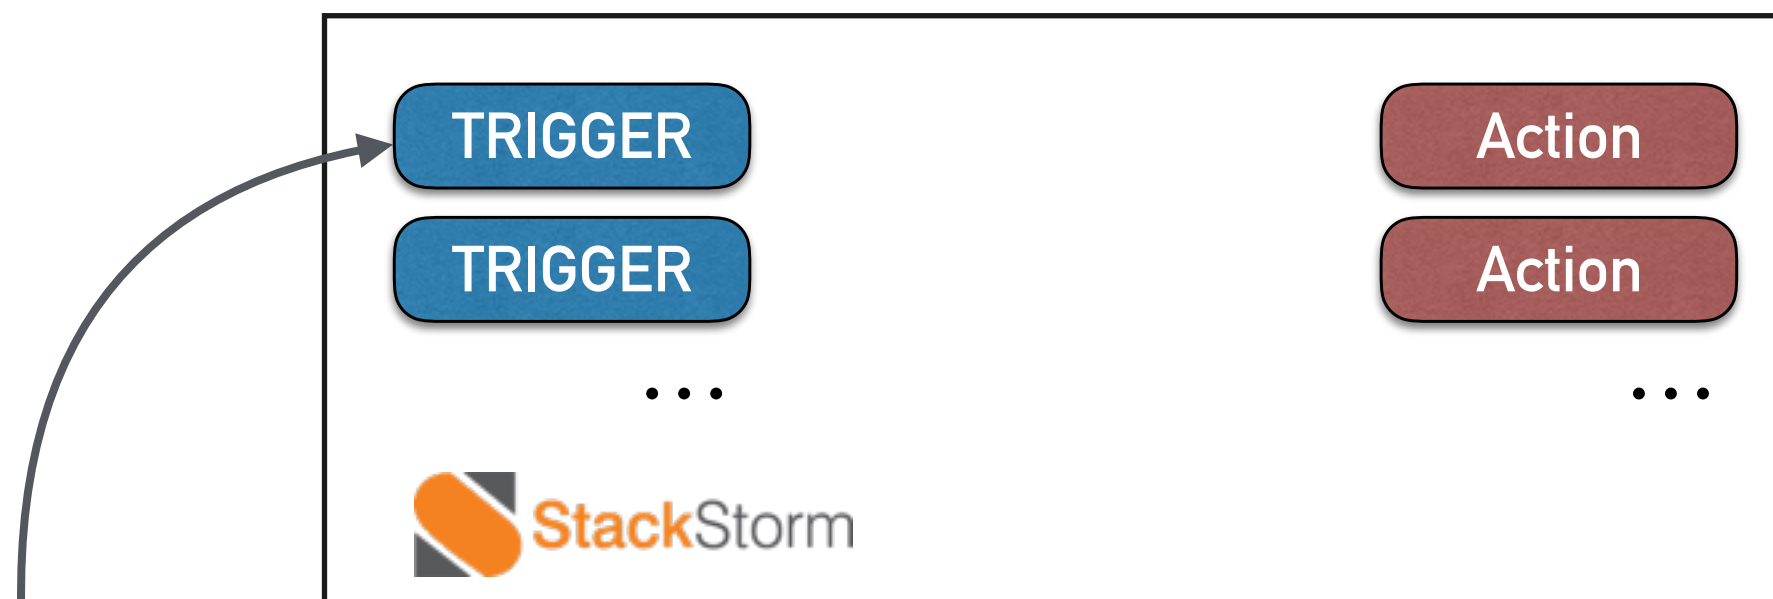 TRIGGER
Action
TRIGGER
Action
... ...
StackStorm